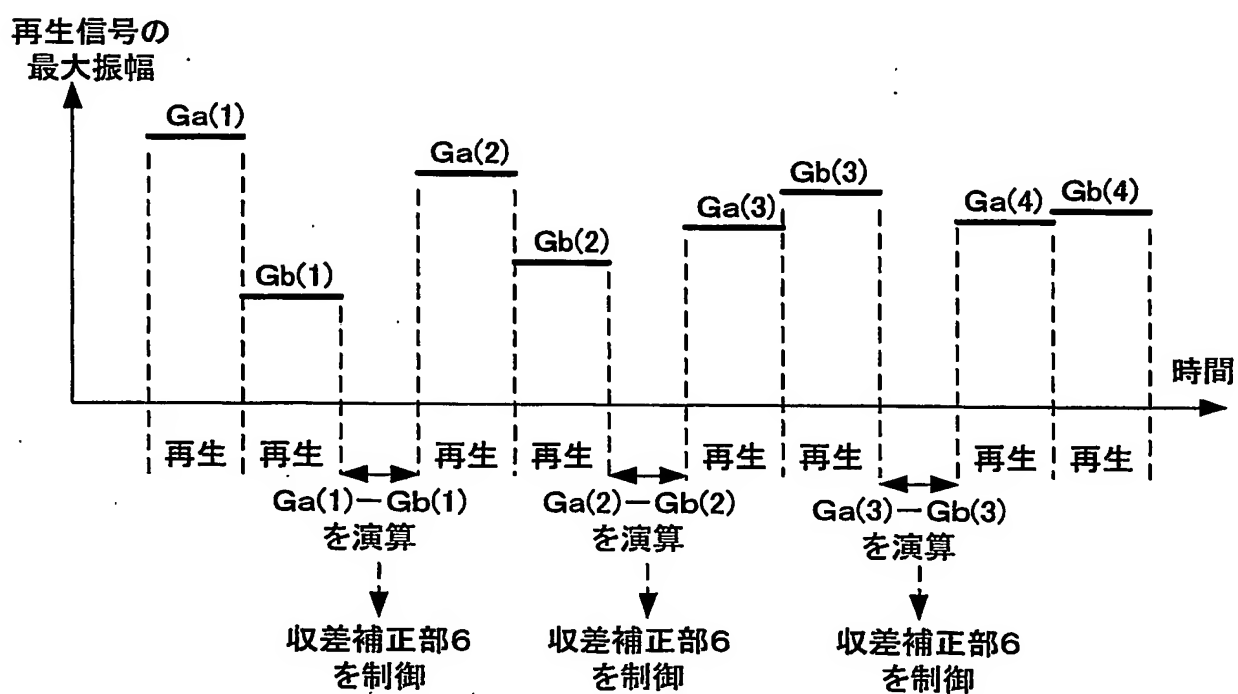 再生信号の
最大振幅
Ga(1)
Gb(1)
Ga(2)
Gb(2)
Ga(3)
Gb(3)
Ga(4)
Gb(4)
時間
再生 再生 再生 再生 再生 再生 再生 再生
Ga(1)−Gb(1)
を演算
収差補正部6
を制御
Ga(2)−Gb(2)
を演算
収差補正部6
を制御
Ga(3)−Gb(3)
を演算
収差補正部6
を制御